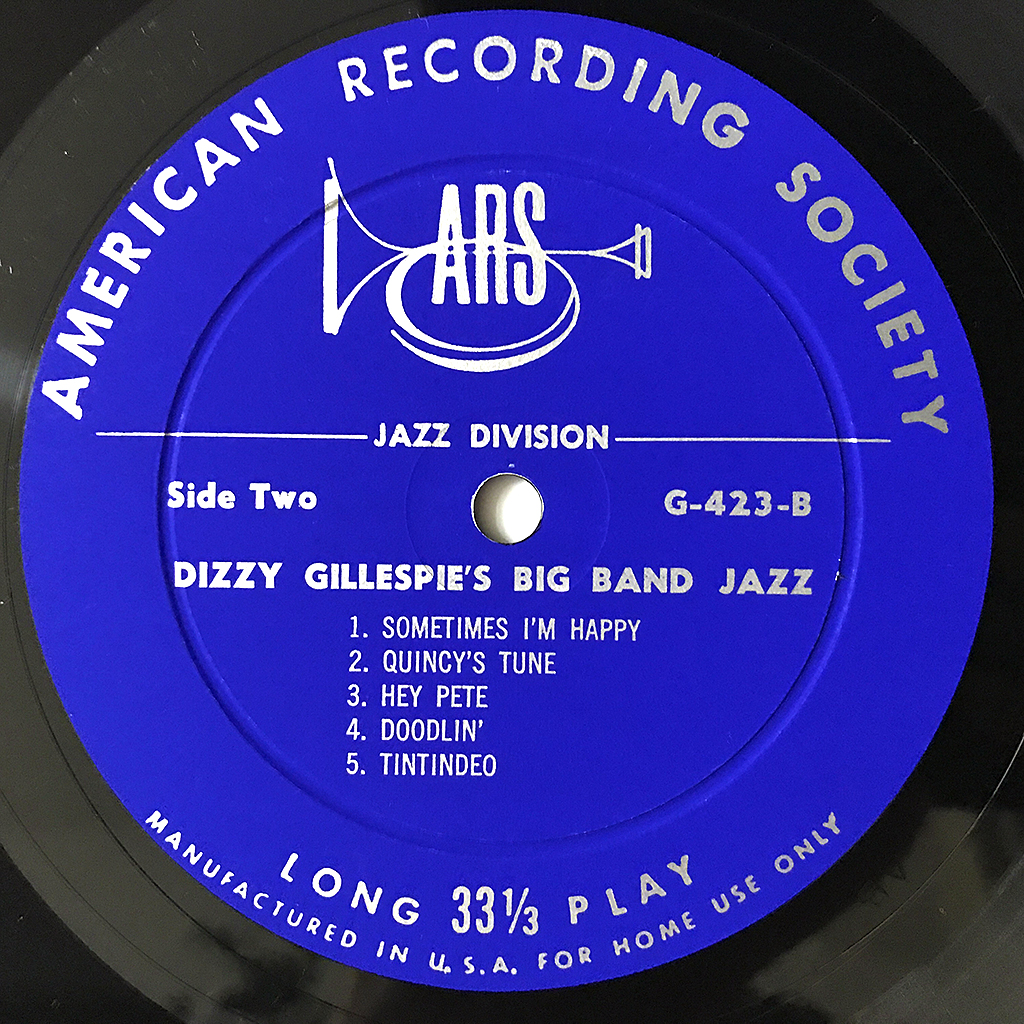 AMERICAN RECORDING SOCIETY
ARS
JAZZ DIVISION
Side Two
G-423-B
DIZZY GILLESPIE'S BIG BAND JAZZ
1. SOMETIMES I'M HAPPY
2. QUINCY'S TUNE
3. HEY PETE
4. DOODLIN'
5. TINTINDEO
LONG 33⅓ PLAY
MANUFACTURED IN U.S.A. FOR HOME USE ONLY